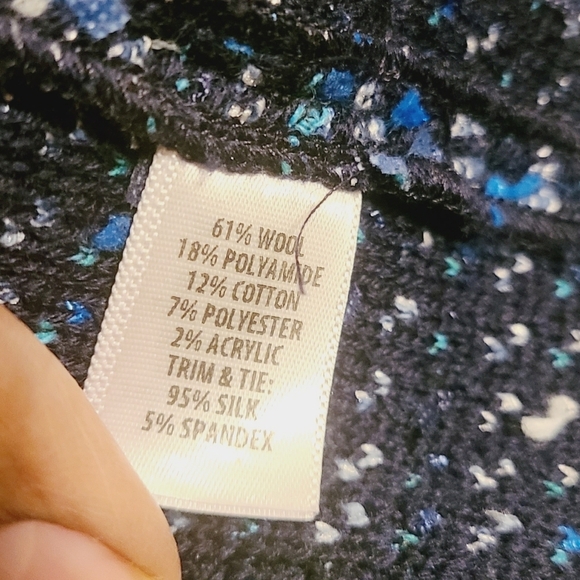 61% WOOL
18% POLYAMIDE
12% COTTON
7% POLYESTER
2% ACRYLIC
TRIM & TIE:
95% SILK
5% SPANDEX